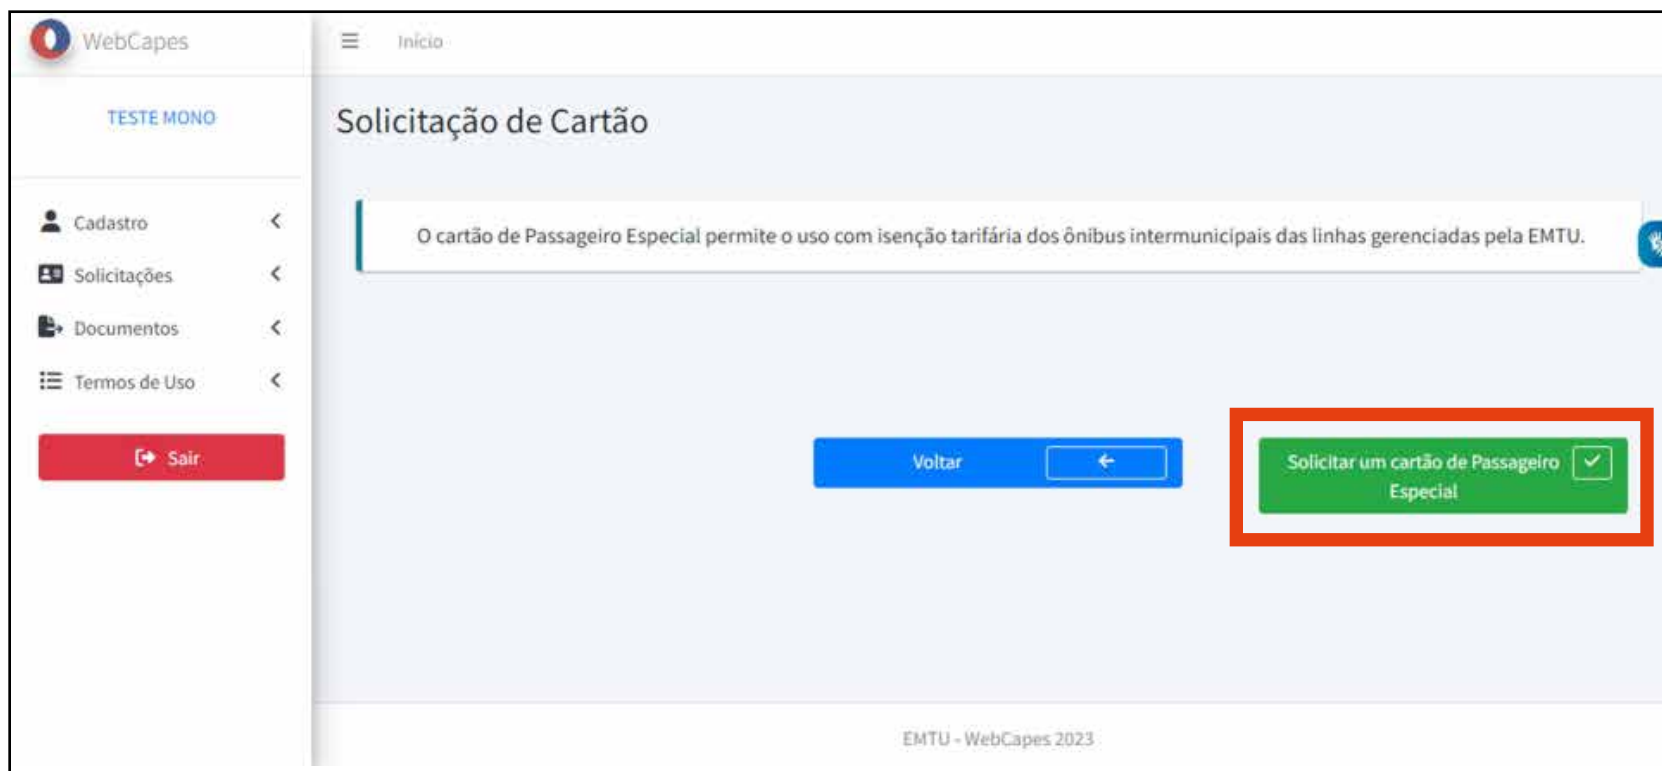 WebCapes
Início
TESTE MONO
Solicitação de Cartão
Cadastro
Solicitações
Documentos
Termos de Uso
Sair
O cartão de Passageiro Especial permite o uso com isenção tarifária dos ônibus intermunicipais das linhas gerenciadas pela EMTU.
Voltar
Solicitar um cartão de Passageiro
Especial
EMTU - WebCapes 2023